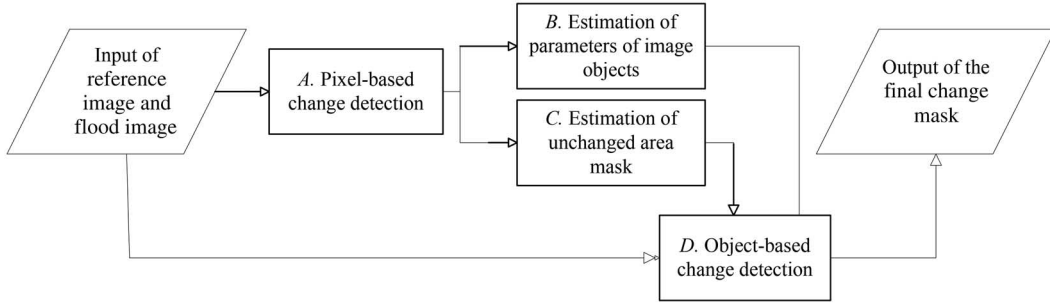 Input of
reference
image and
flood image
A. Pixel-based
change detection
B. Estimation of
parameters of image
objects
C. Estimation of
unchanged area
mask
D. Object-based
change detection
Output of the
final change
mask